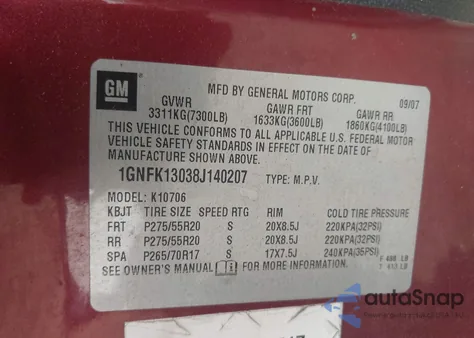 GM
MFD BY GENERAL MOTORS CORP. 09/07
GVWR GAWR FRT GAWR RR
3311KG(7300LB) 1633KG(3600LB) 1860KG(4100LB)
THIS VEHICLE CONFORMS TO ALL APPLICABLE U.S. FEDERAL MOTOR
VEHICLE SAFETY STANDARDS IN EFFECT ON THE DATE OF
MANUFACTURE SHOWN ABOVE.
1GNFK13038J140207 TYPE: M.P.V.
MODEL: K10706
KBJT TIRE SIZE SPEED RTG RIM COLD TIRE PRESSURE
FRT P275/55R20 S 20X8.5J 220KPA(32PSI)
RR P275/55R20 S 20X8.5J 220KPA(32PSI)
SPA P265/70R17 S 17X7.5J 240KPA(35PSI)
SEE OWNER'S MANUAL FOR MORE INFORMATION.
autoSnap